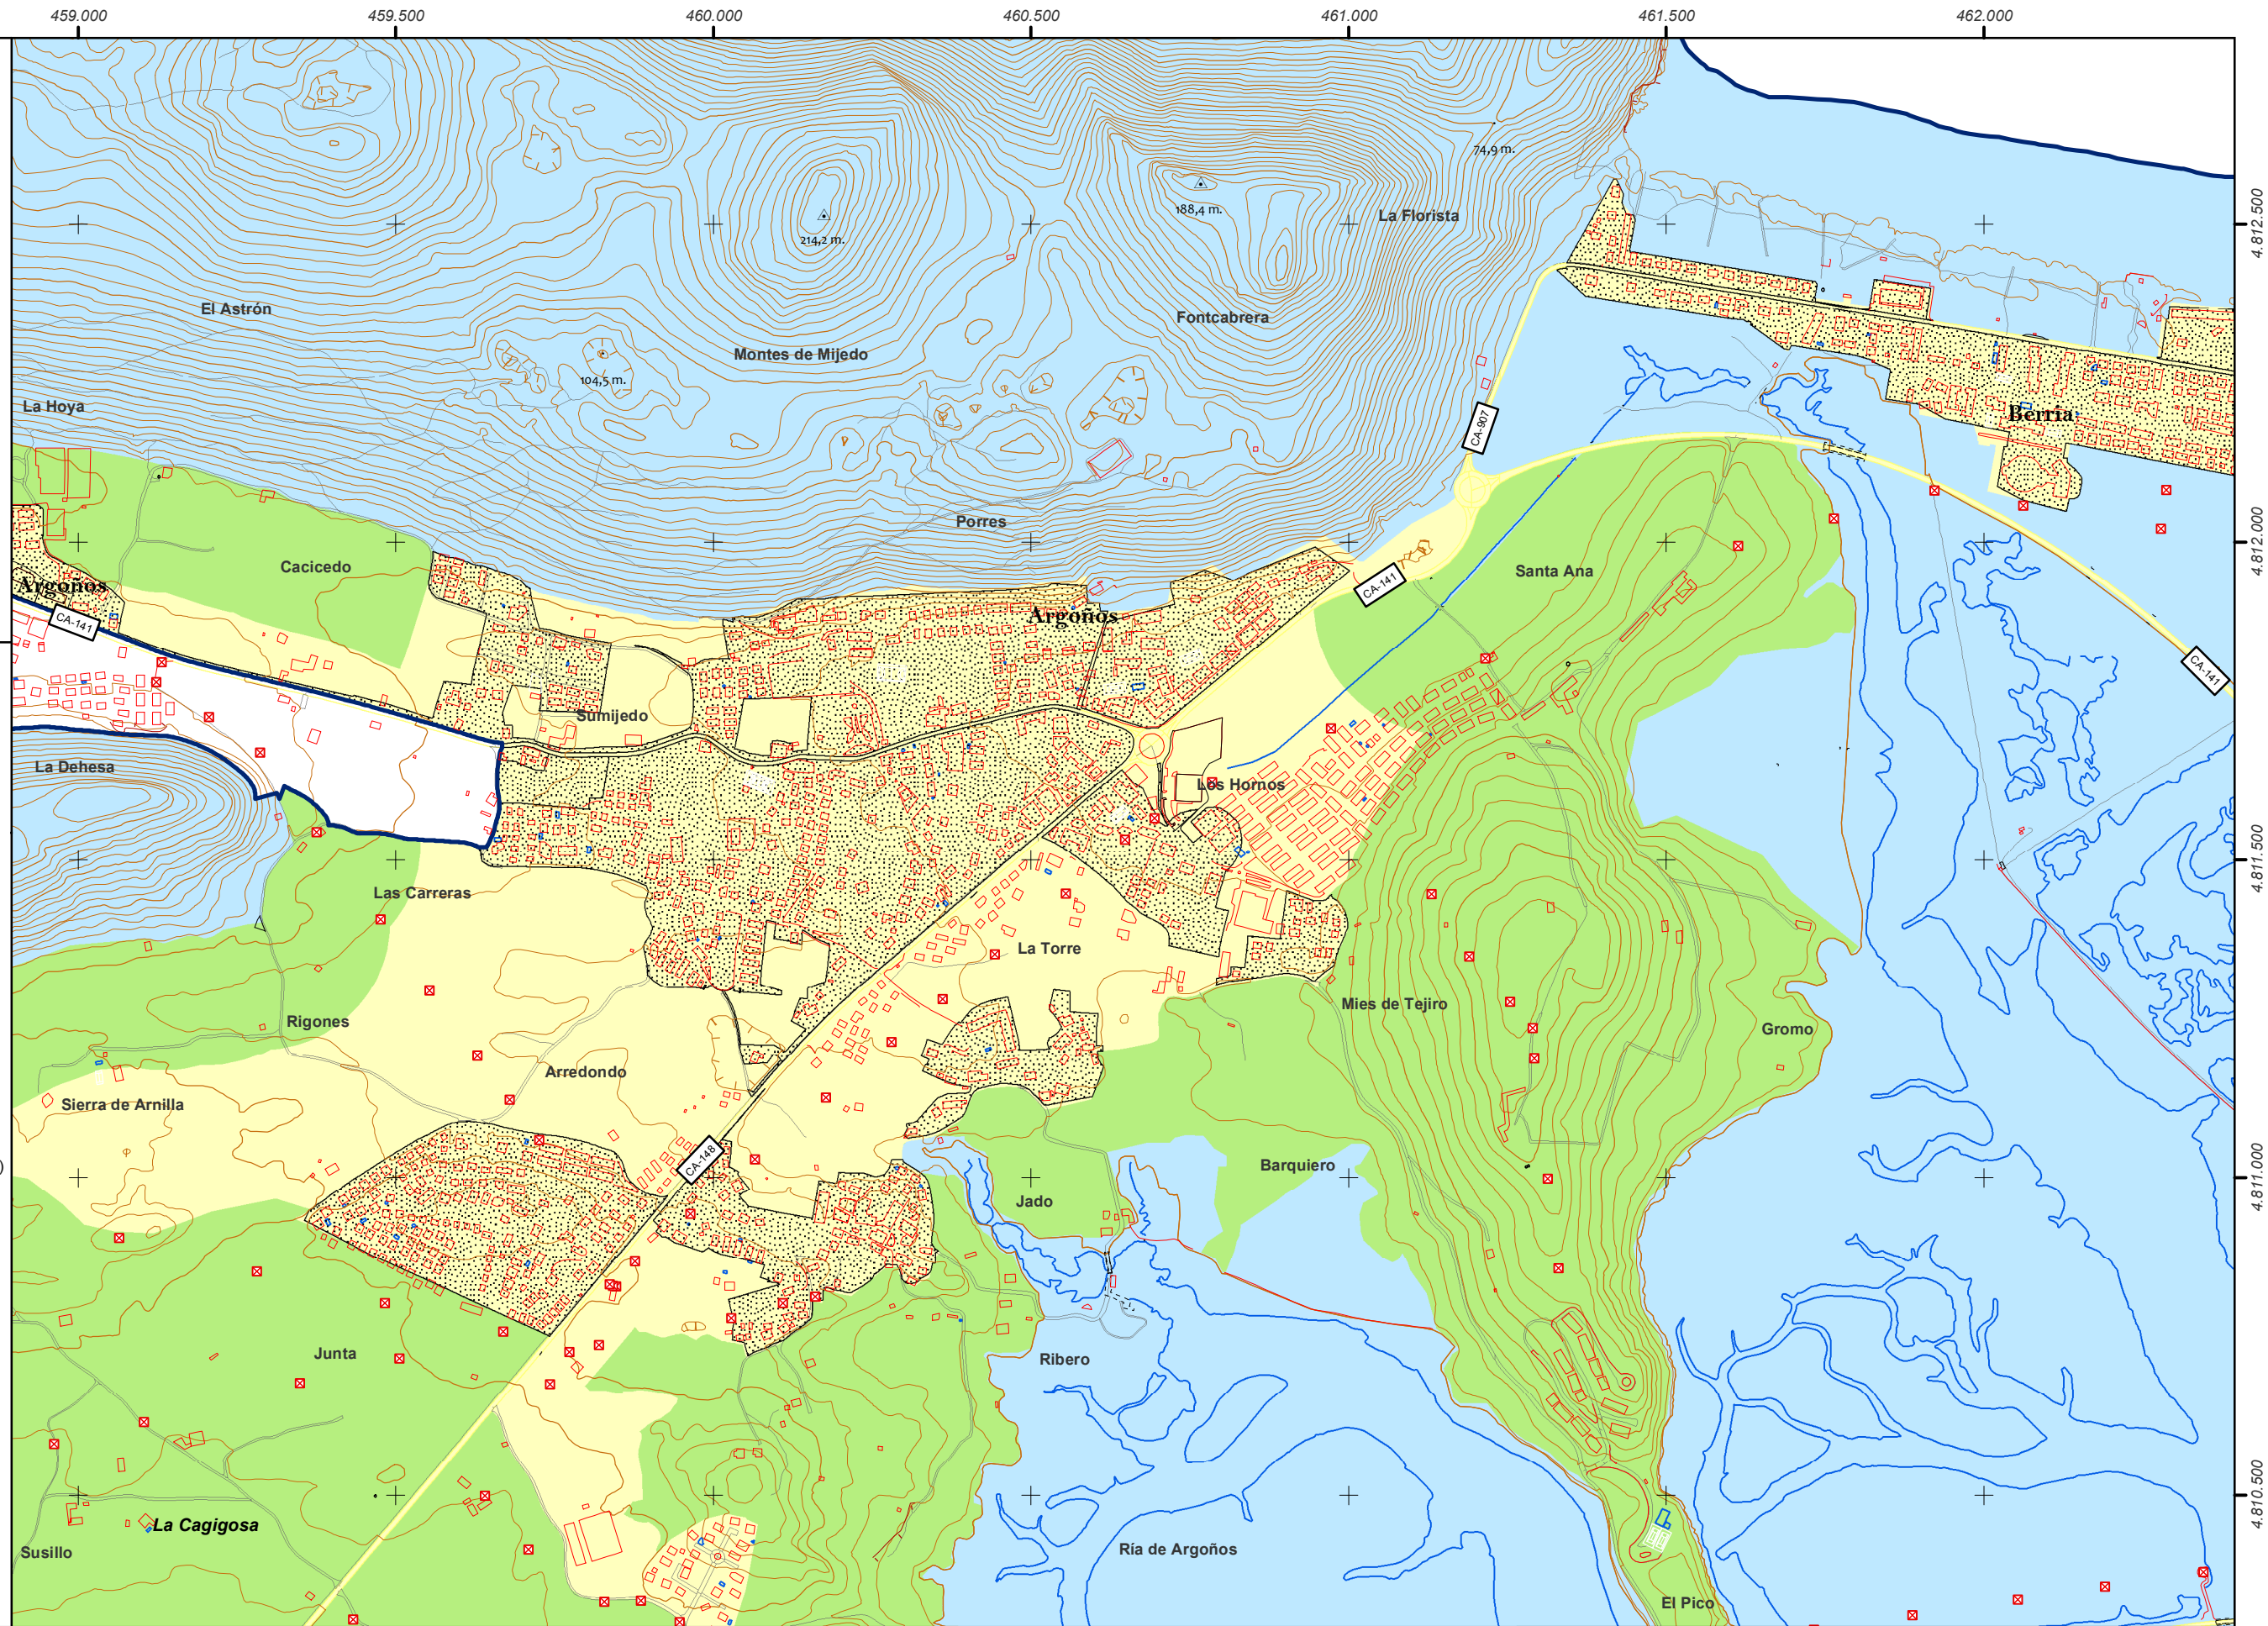 459.000 459.500 460.000 460.500 461.000 461.500 462.000
74,9 m.
188,4 m.
La Florista
4.812.500
214,2 m.
El Astrón
Fontcabrera
Montes de Mijedo
104,5 m.
La Hoya
Berria
CA-907
Porres
4.812.000
Cacicedo
Santa Ana
Argoños
CA-141
Argoños
CA-141
CA-141
Sumijedo
La Dehesa
Los Hornos
4.811.500
Las Carreras
La Torre
Mies de Tejiro
Rigones
Gromo
Arredondo
Sierra de Arnilla
CA-148
)
Barquiero
4.811.000
Jado
Junta
Ribero
4.810.500
La Cagigosa
Susillo
Ría de Argoños
El Pico